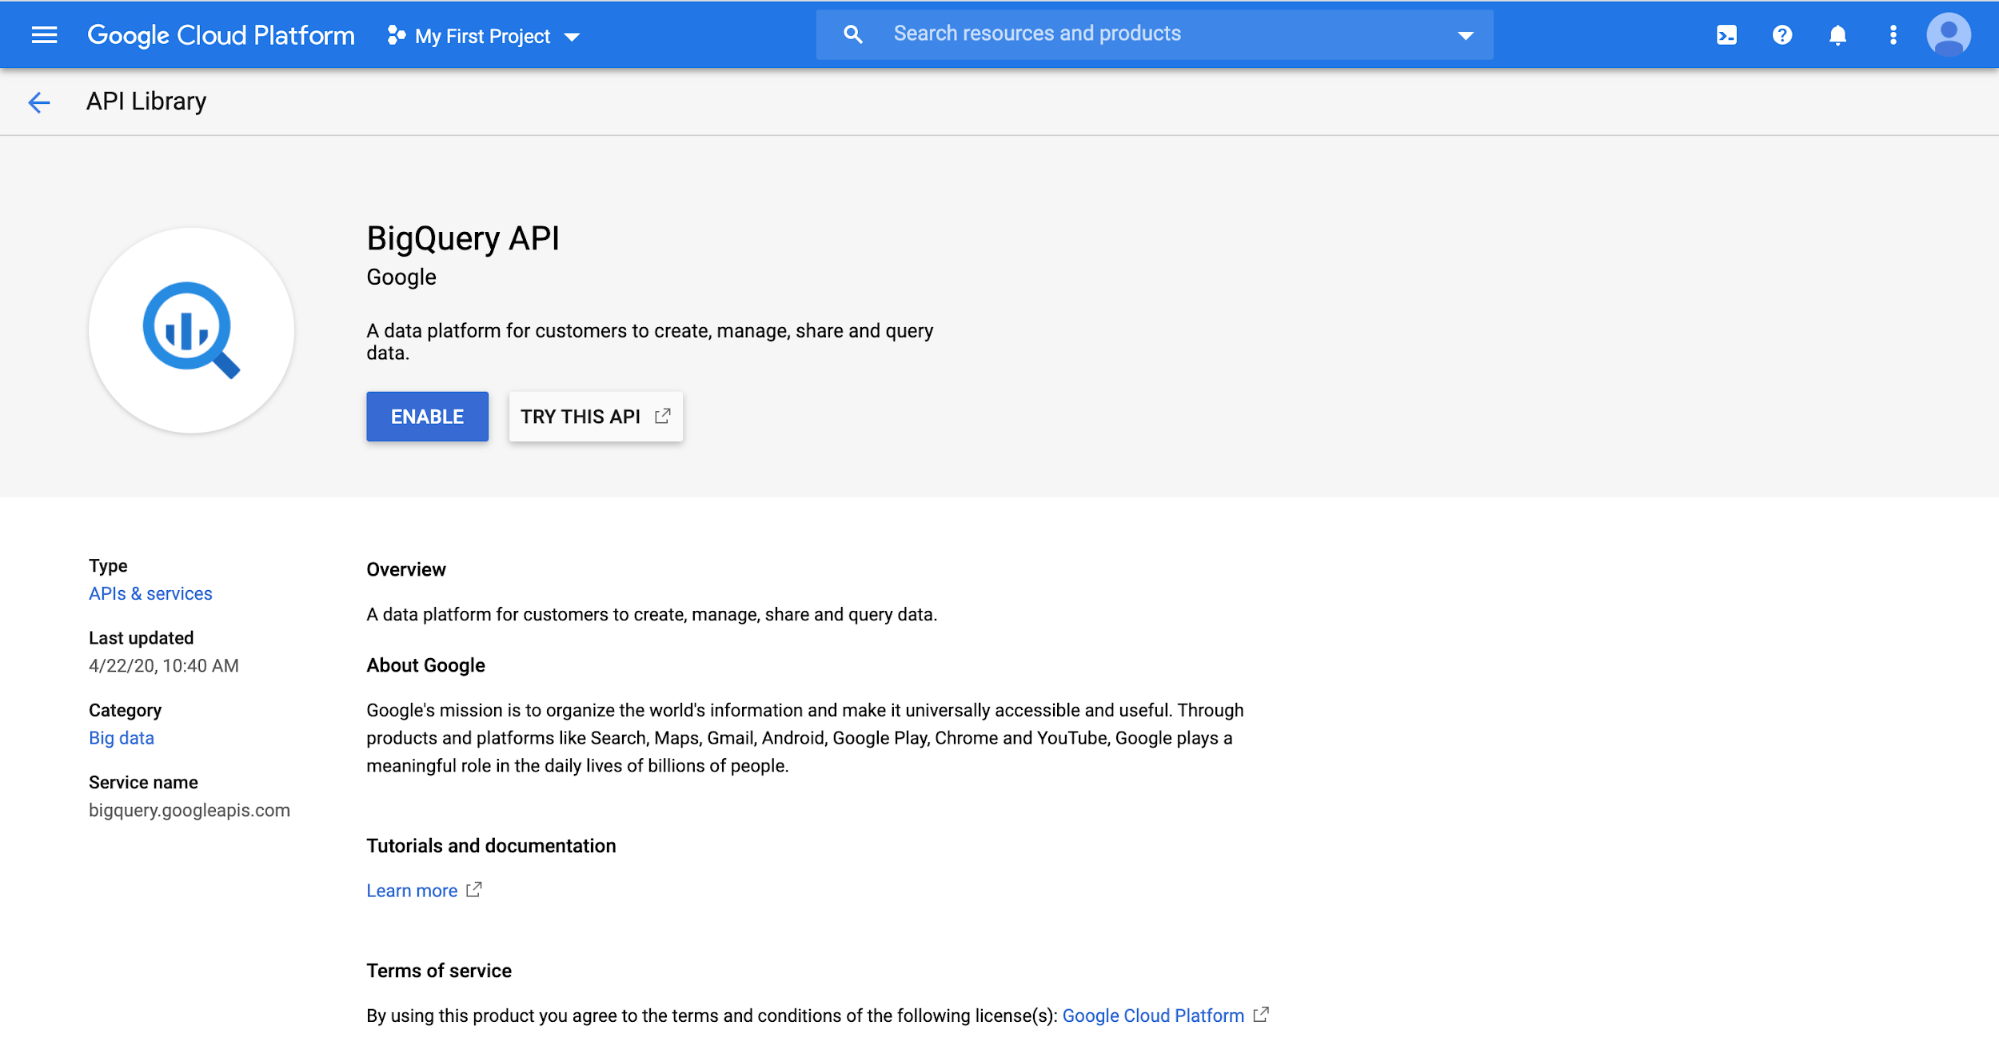 Google Cloud Platform
My First Project
Search resources and products
API Library
BigQuery API
Google
A data platform for customers to create, manage, share and query
data.
ENABLE
TRY THIS API
Type
APIs & services
Last updated
4/22/20, 10:40 AM
Category
Big data
Service name
bigquery.googleapis.com
Overview
A data platform for customers to create, manage, share and query data.
About Google
Google's mission is to organize the world's information and make it universally accessible and useful. Through
products and platforms like Search, Maps, Gmail, Android, Google Play, Chrome and YouTube, Google plays a
meaningful role in the daily lives of billions of people.
Tutorials and documentation
Learn more
Terms of service
By using this product you agree to the terms and conditions of the following license(s): Google Cloud Platform